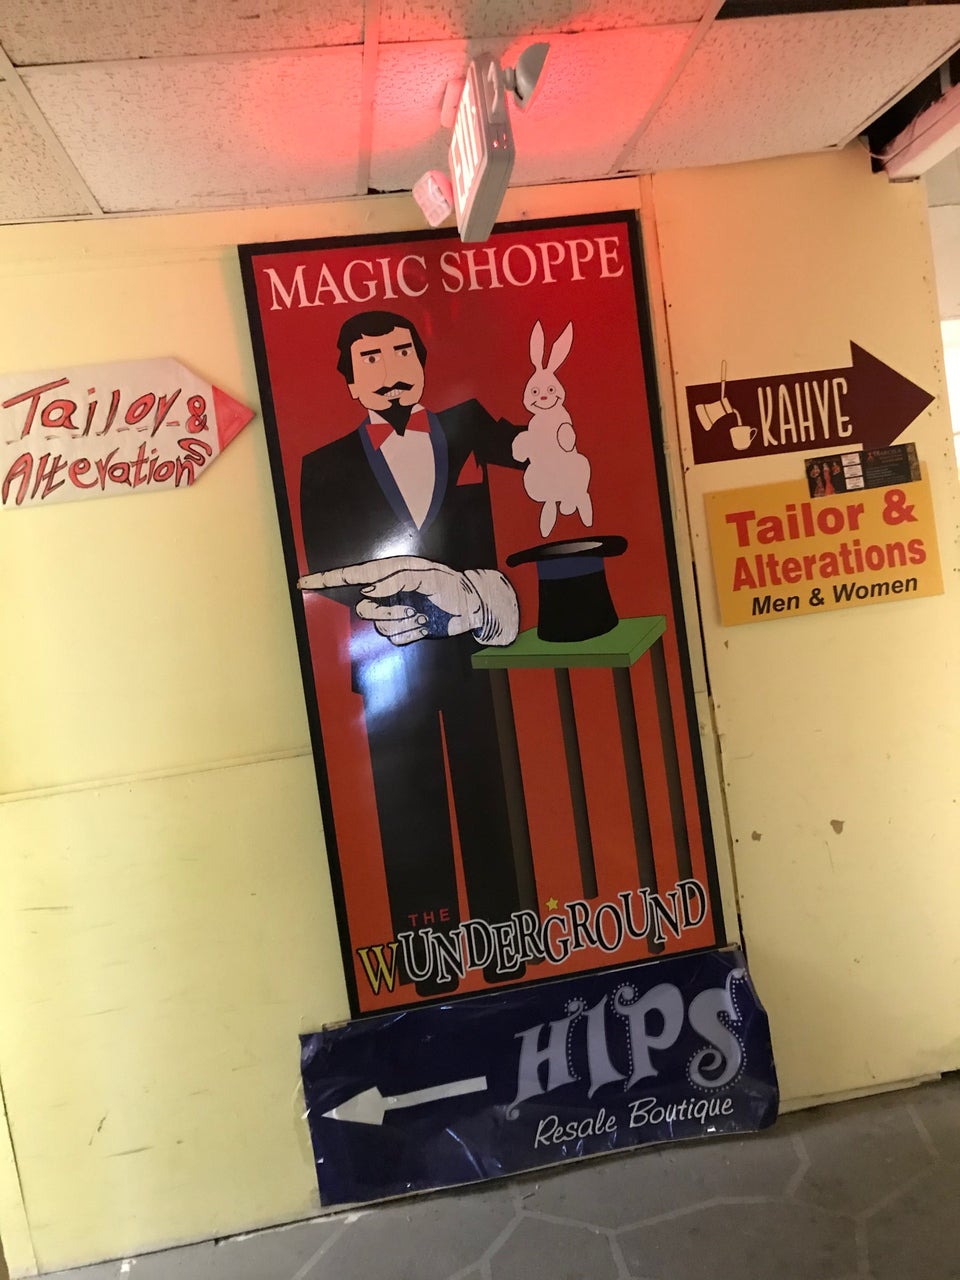 EXIT
MAGIC SHOPPE
Tailor &
Alterations
KAHVE
Tailor &
Alterations
Men & Women
THE
WUNDERGROUND
HIPS
Resale Boutique